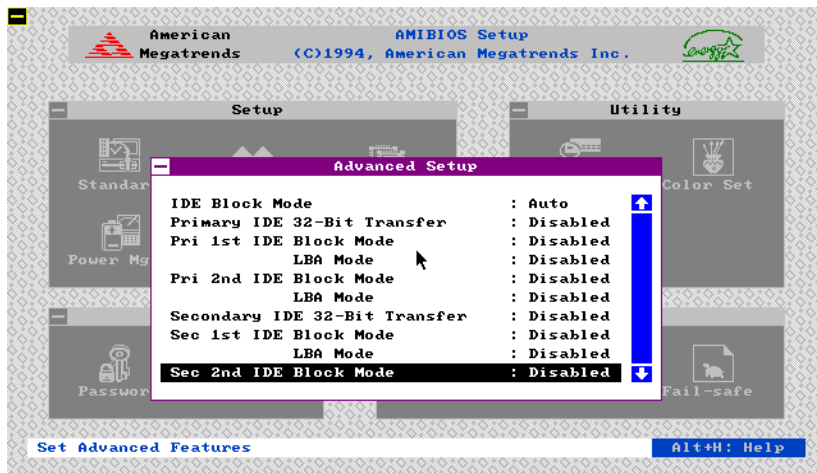 American
Megatrends
AMIBIOS Setup
(C)1994, American Megatrends Inc.
energy
Setup
Utility
Standar
Color Set
Power Mg
Advanced Setup
IDE Block Mode : Auto
Primary IDE 32-Bit Transfer : Disabled
Pri 1st IDE Block Mode : Disabled
LBA Mode : Disabled
Pri 2nd IDE Block Mode : Disabled
LBA Mode : Disabled
Secondary IDE 32-Bit Transfer : Disabled
Sec 1st IDE Block Mode : Disabled
LBA Mode : Disabled
Sec 2nd IDE Block Mode : Disabled
Passwor
Fail-safe
Set Advanced Features
Alt+H: Help